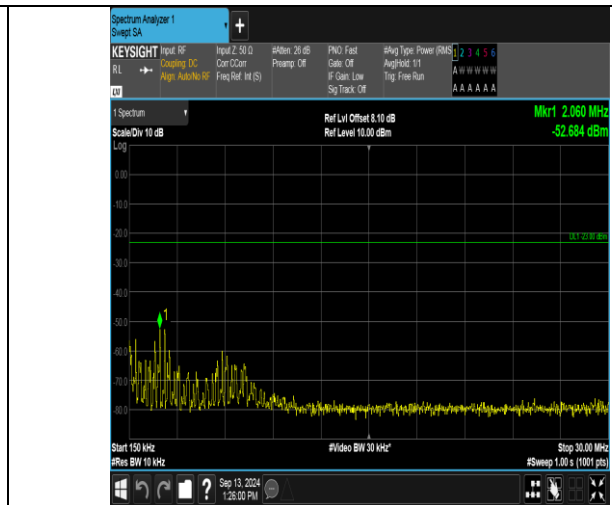 Spectrum Analyzer 1
Swept SA
+
KEYSIGHT
RL
LXI
Input: RF
Coupling: DC
Align: Auto/No RF
Input Z: 50 Ω
Corr CCorr
Freq Ref: Int (S)
#Atten: 26 dB
Preamp: Off
PNO: Fast
Gate: Off
IF Gain: Low
Sig Track: Off
#Avg Type: Power (RMS
Avg|Hold: 1/1
Trig: Free Run
1 2 3 4 5 6
A W W W W W
A A A A A A
1 Spectrum
Scale/Div 10 dB
Ref Lvl Offset 8.10 dB
Ref Level 10.00 dBm
Mkr1 2.060 MHz
-52.684 dBm
Log
0.00
-10.0
-20.0
DL1 -23.00 dBm
-30.0
-40.0
-50.0
1
-60.0
-70.0
-80.0
Start 150 kHz
#Video BW 30 kHz*
Stop 30.00 MHz
#Res BW 10 kHz
#Sweep 1.00 s (1001 pts)
?
Sep 13, 2024
1:26:00 PM